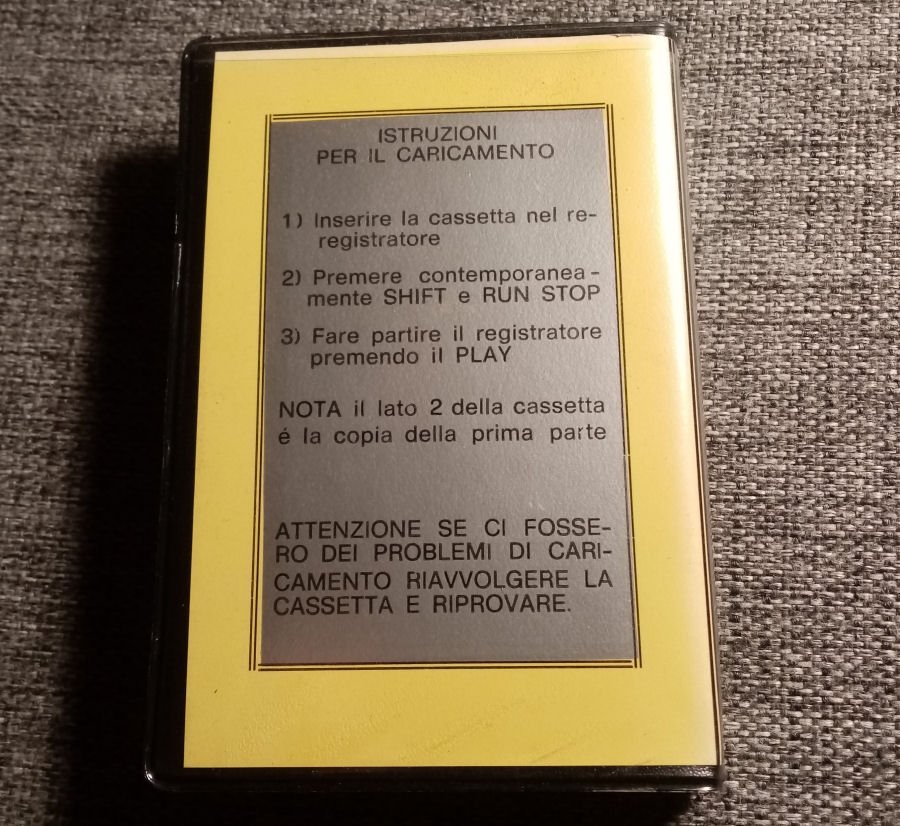 ISTRUZIONI
PER IL CARICAMENTO
1) Inserire la cassetta nel re-
registratore
2) Premere contemporanea-
mente SHIFT e RUN STOP
3) Fare partire il registratore
premendo il PLAY
NOTA il lato 2 della cassetta
é la copia della prima parte
ATTENZIONE SE CI FOSSE-
RO DEI PROBLEMI DI CARI-
CAMENTO RIAVVOLGERE LA
CASSETTA E RIPROVARE.